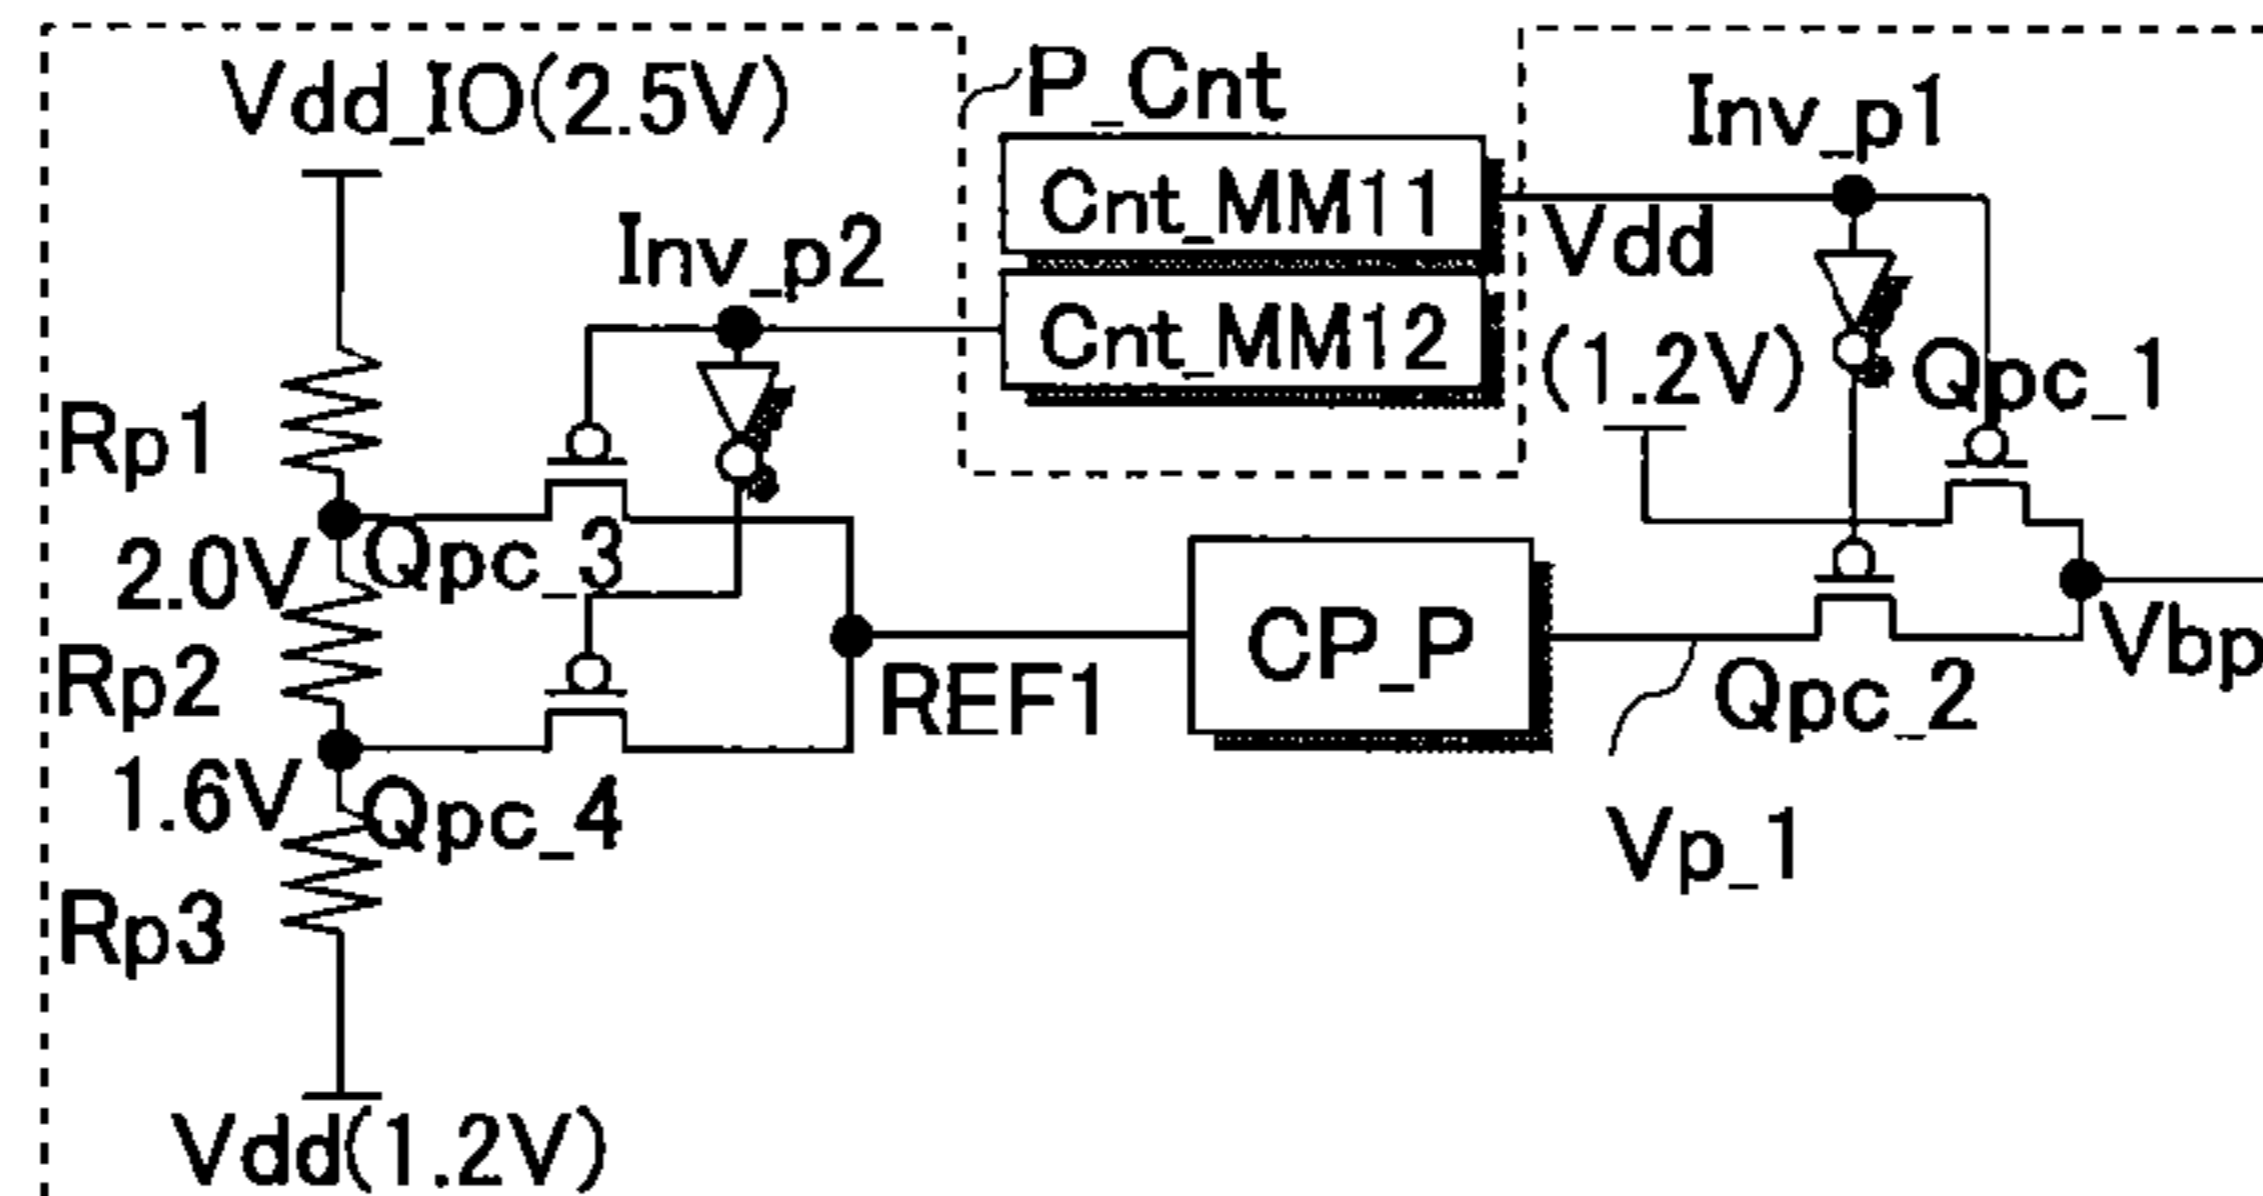 Vdd_IO(2.5V)
P_Cnt
Inv_p1
Cnt_MM11
Inv_p2
Vdd
(1.2V)
Cnt_MM12
Qpc_1
Rp1
2.0V
Qpc_3
Rp2
REF1
CP_P
Qpc_2
Vbp
1.6V
Qpc_4
Vp_1
Rp3
Vdd(1.2V)